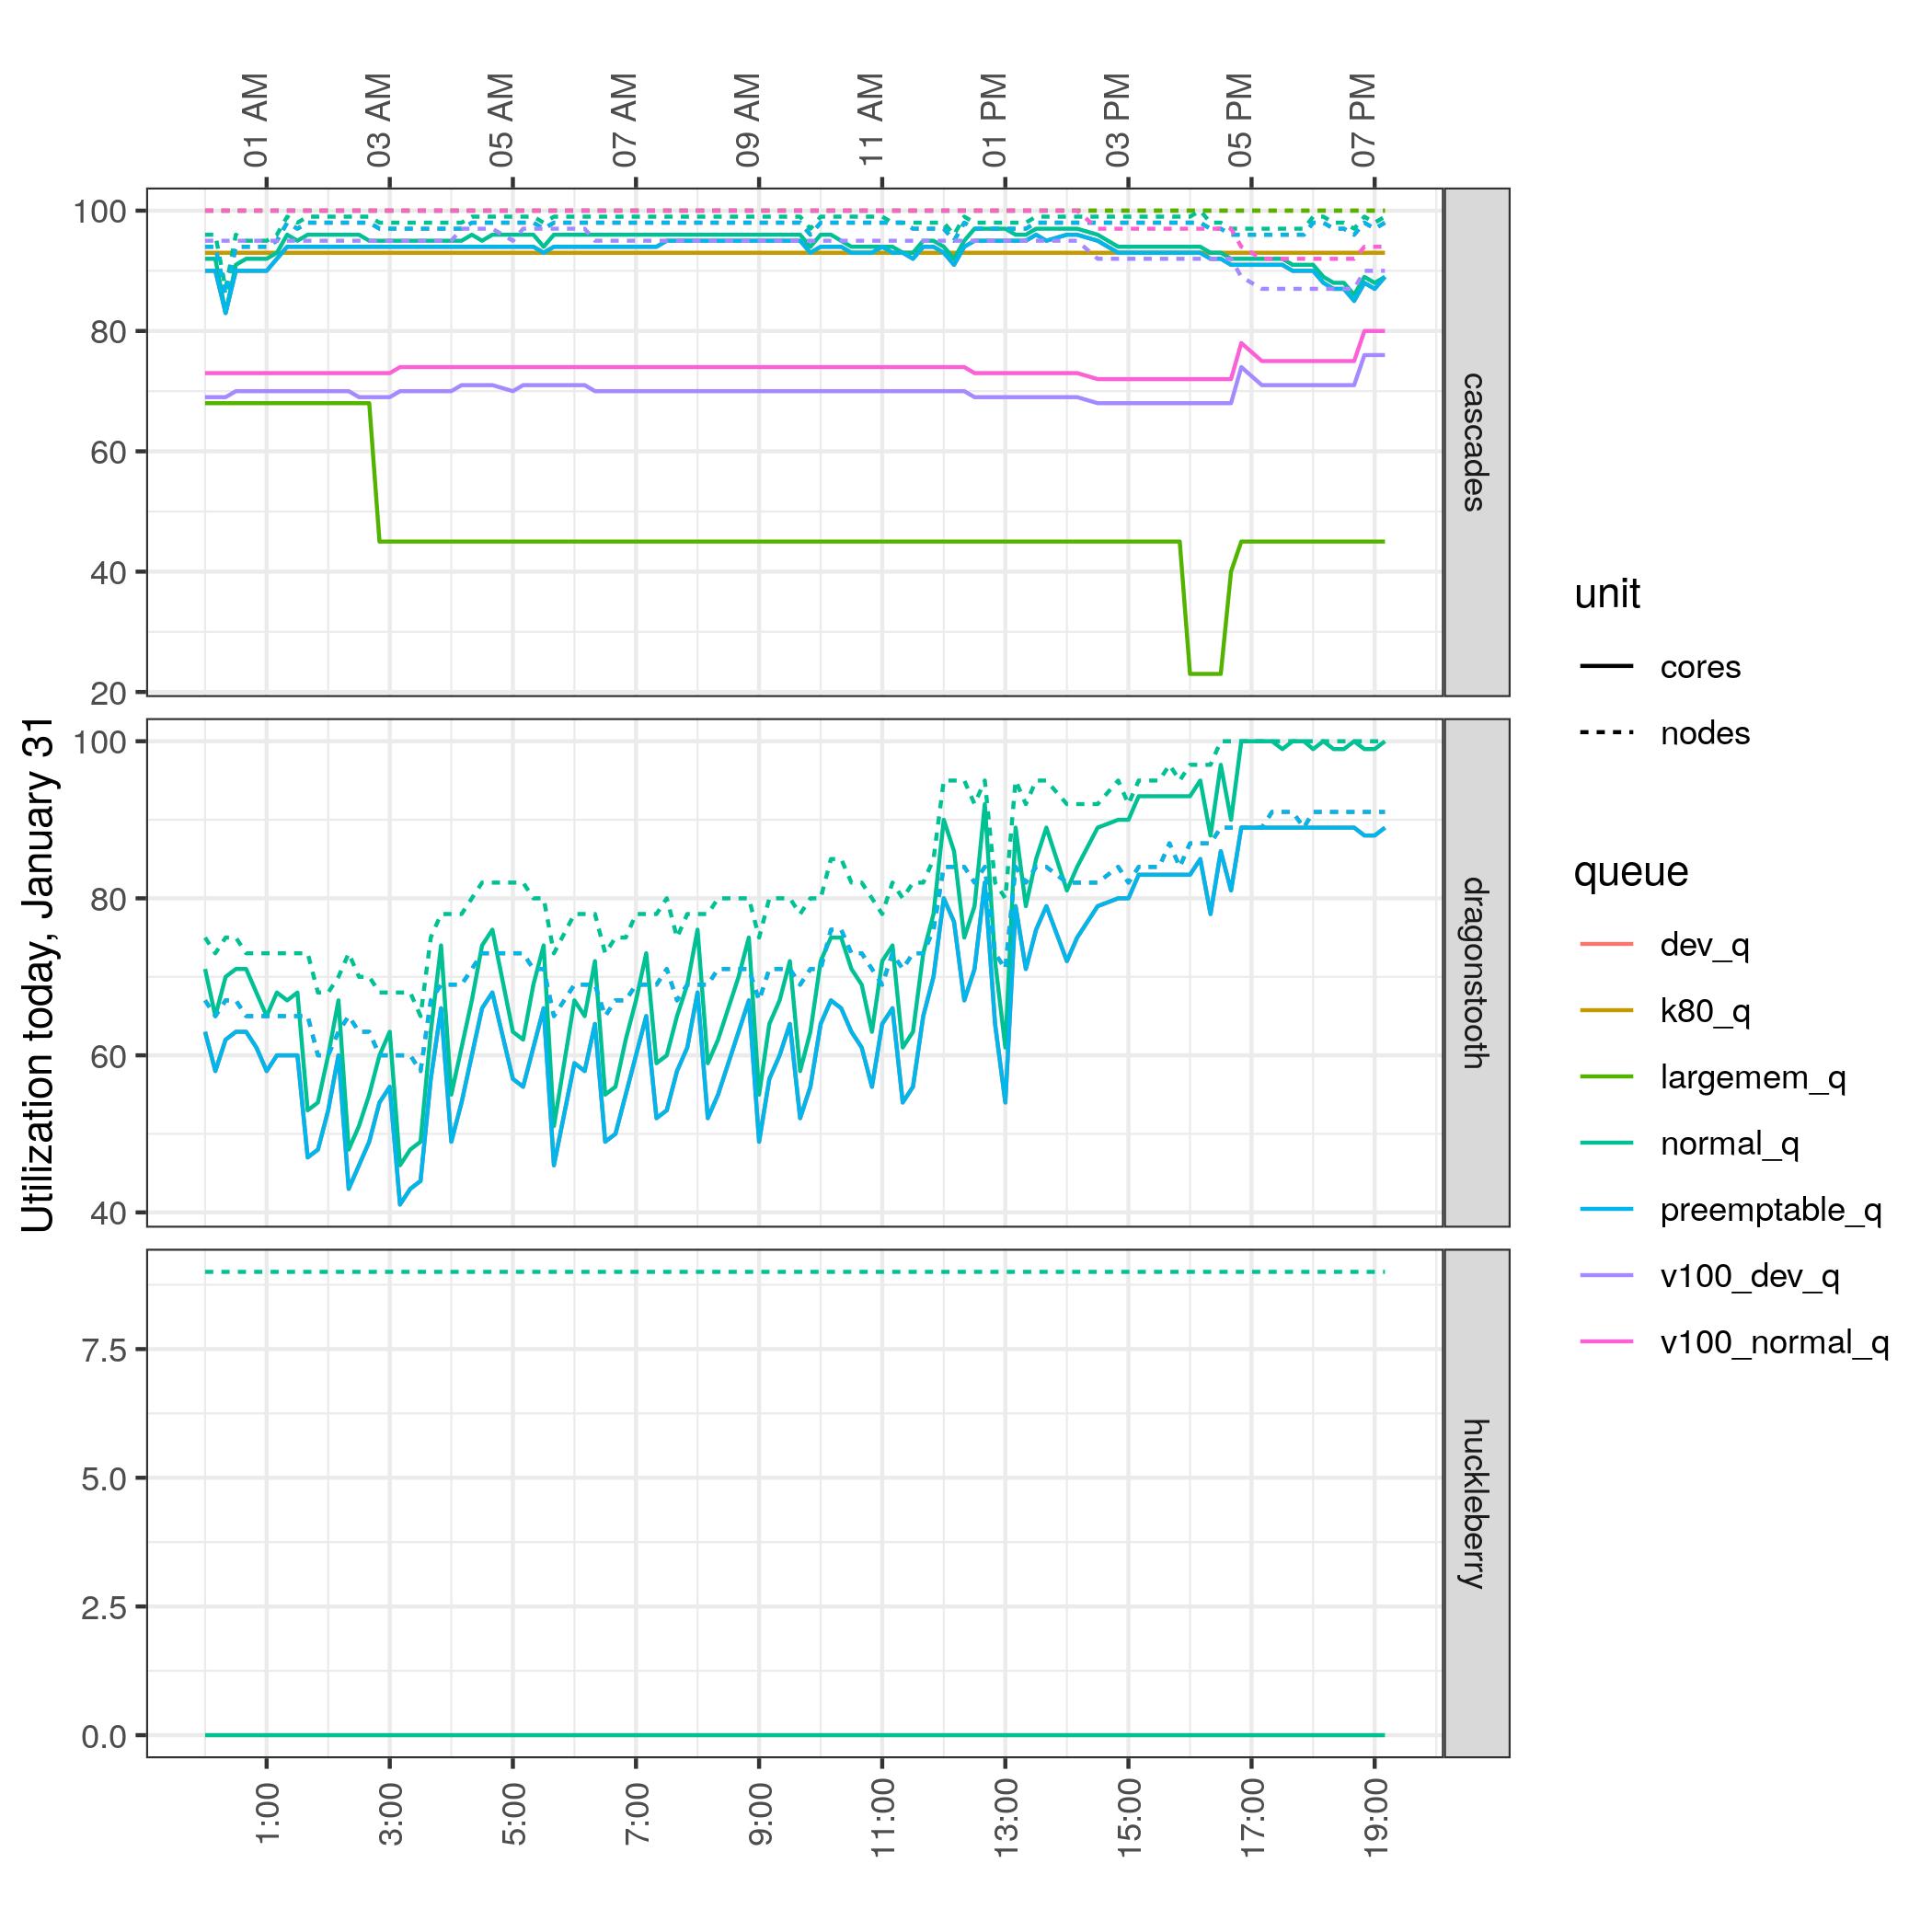 01 AM
03 AM
05 AM
07 AM
09 AM
11 AM
01 PM
03 PM
05 PM
07 PM
Utilization today, January 31
100
80
60
40
20
cascades
100
80
60
40
dragonstooth
7.5
5.0
2.5
0.0
huckleberry
1:00
3:00
5:00
7:00
9:00
11:00
13:00
15:00
17:00
19:00
unit
cores
nodes
queue
dev_q
k80_q
largemem_q
normal_q
preemptable_q
v100_dev_q
v100_normal_q